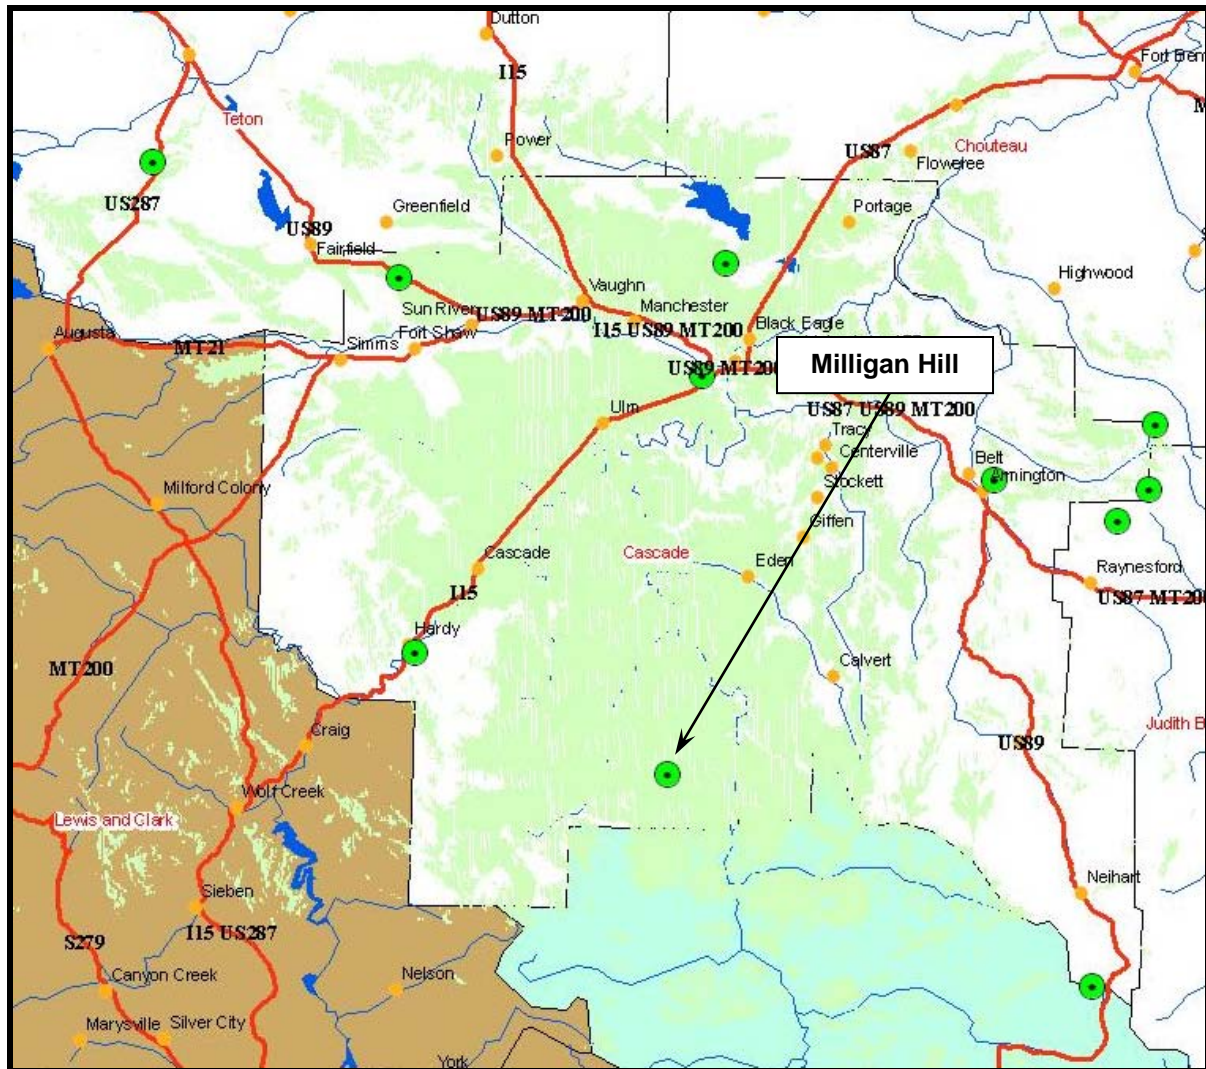 Dutton
Fort Ben
I15
Teton
Power
Chouteau
US87
Floweree
US287
Greenfield
Portage
US89
Fairfield
Highwood
Vaughn
Sun River
Manchester
US89 MT200
I15 US89 MT200
Black Eagle
Augusta
Fort Shaw
MT21
Simms
US89 MT200
Milligan Hill
Ulm
US87 US89 MT200
Tracy
Centerville
Belt
Armington
Stockett
Milford Colony
Giffen
Cascade
Cascade
Eden
Raynesford
I15
US87 MT200
Hardy
MT200
Calvert
Craig
Judith B
US89
Wolf Creek
Lewis and Clark
Sieben
Neihart
I15 US287
S279
Canyon Creek
Nelson
Marysville
Silver City
York